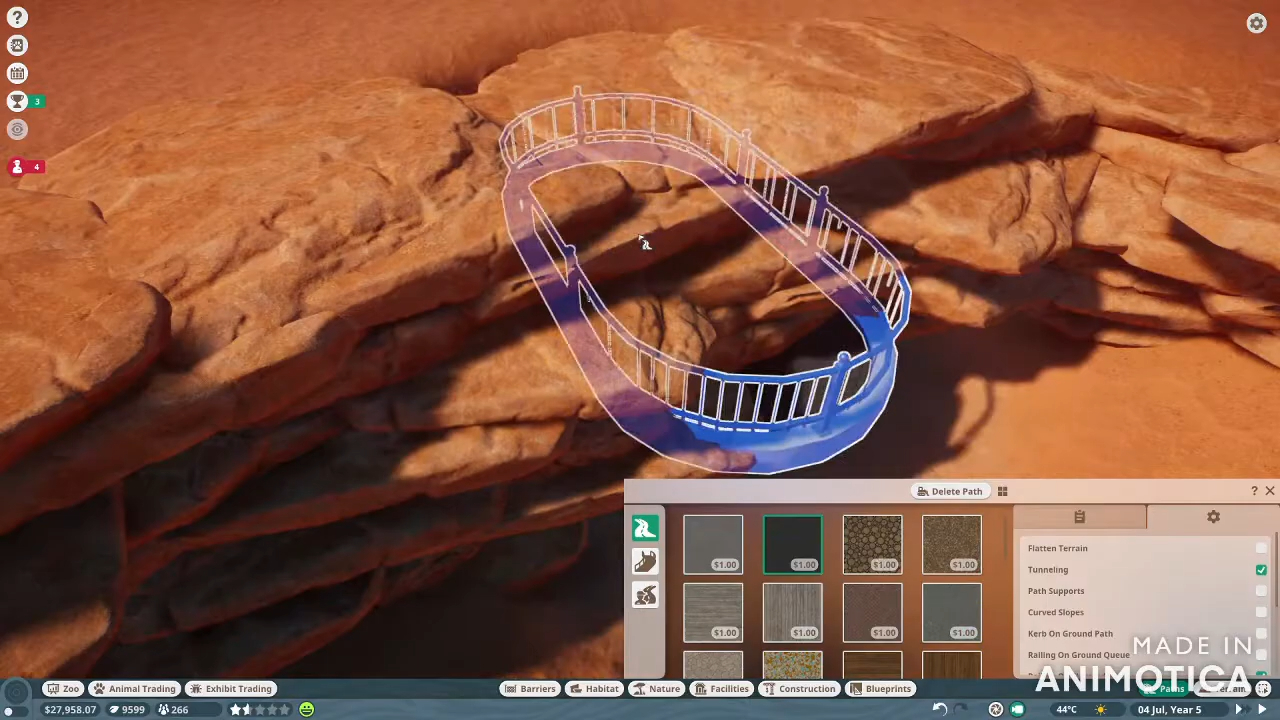 ?
3
4
Delete Path
?
$1.00 $1.00 $1.00 $1.00
$1.00 $1.00 $1.00 $1.00
Flatten Terrain
Tunneling
Path Supports
Curved Slopes
Kerb On Ground Path
Railing On Ground Queue
MADE IN
ANIMOTICA
Zoo Animal Trading Exhibit Trading Barriers Habitat Nature Facilities Construction Blueprints Paths
$27,958.07 9599 266 44°C 04 Jul, Year 5